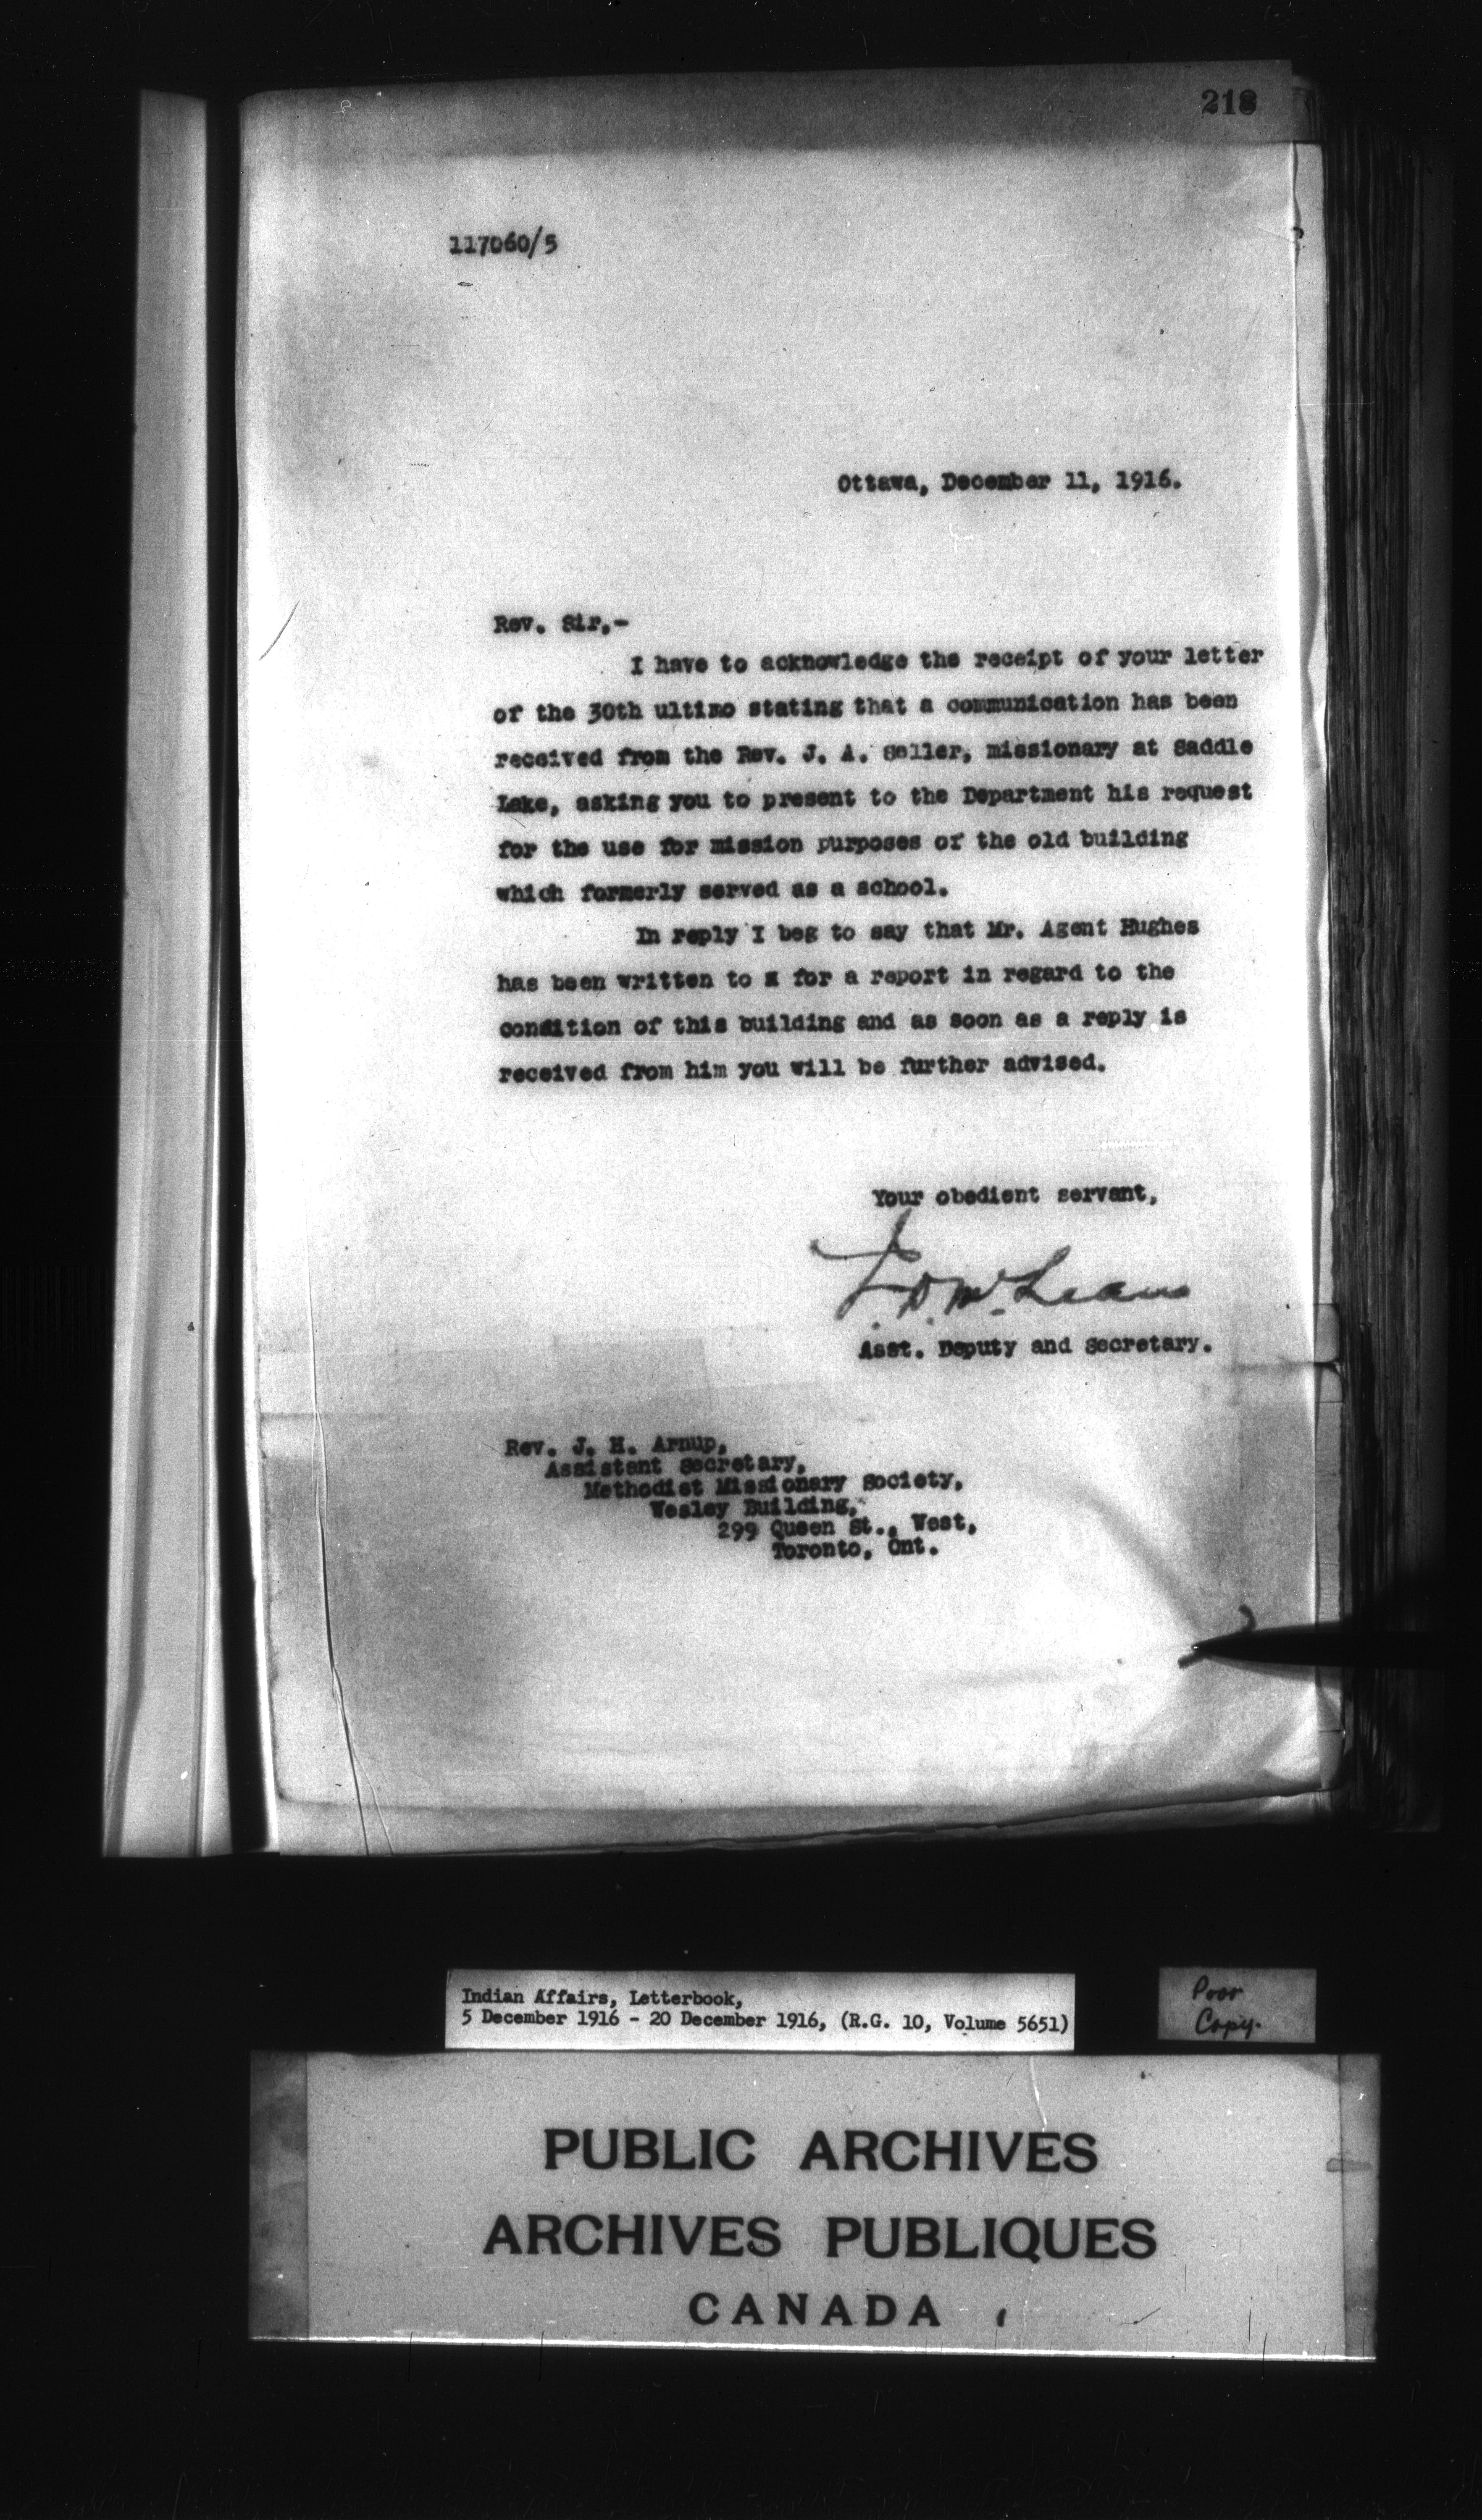 218
117060/5
Ottawa, December 11, 1916.
Rev. Sir,-
I have to acknowledge the receipt of your letter
of the 30th ultimo stating that a communication has been
received from the Rev. J. A. Seller, missionary at Saddle
Lake, asking you to present to the Department his request
for the use for mission purposes of the old building
which formerly served as a school.
In reply I beg to say that Mr. Agent Hughes
has been written to x for a report in regard to the
condition of this building and as soon as a reply is
received from him you will be further advised.
Your obedient servant,
J. D. McLean
Asst. Deputy and Secretary.
Rev. J. H. Arnup,
Assistant Secretary,
Methodist Missionary Society,
Wesley Building,
299 Queen St., West,
Toronto, Ont.
Indian Affairs, Letterbook,
5 December 1916 - 20 December 1916, (R.G. 10, Volume 5651)
Poor
Copy.
PUBLIC ARCHIVES
ARCHIVES PUBLIQUES
CANADA